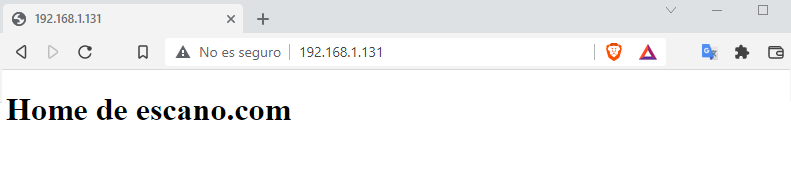 192.168.1.131
No es seguro 192.168.1.131
Home de escano.com